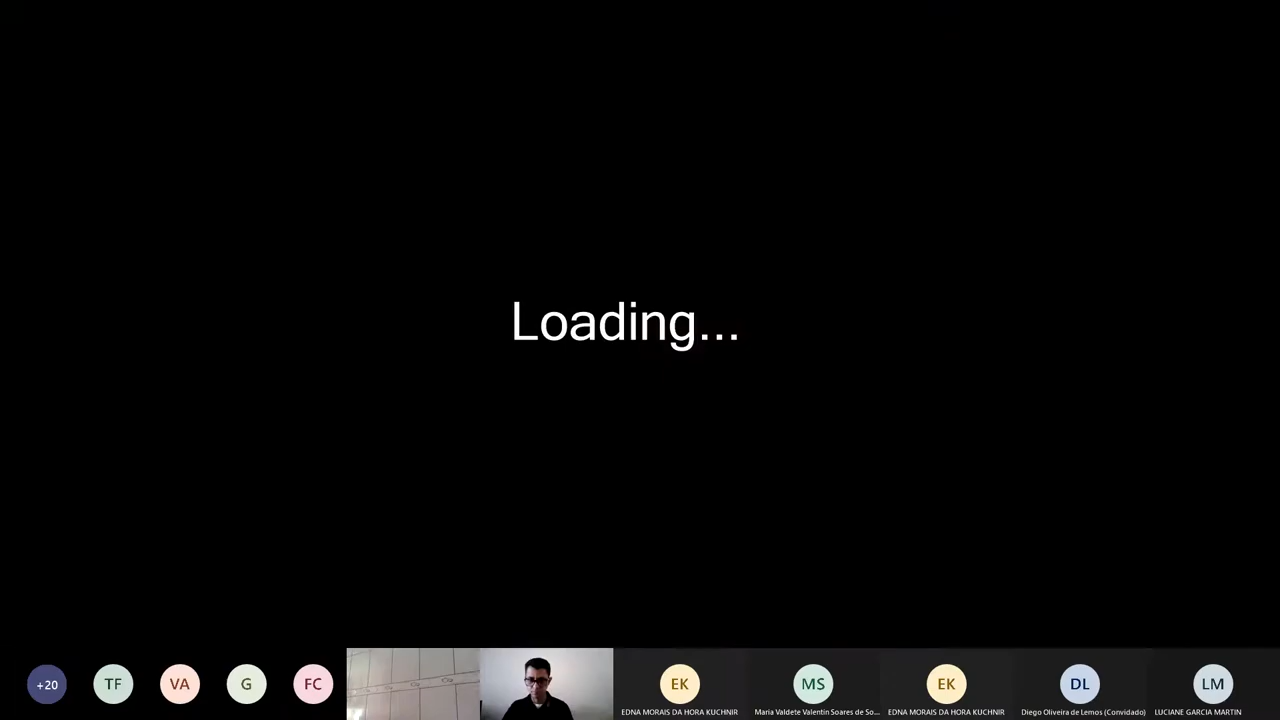 Loading...
+20
TF
VA
G
FC
EK
MS
EK
DL
LM
EDNA MORAIS DA HORA KUCHNIR
Maria Valdete Valentin Soares de So...
EDNA MORAIS DA HORA KUCHNIR
Diego Oliveira de Lemos (Convidado)
LUCIANE GARCIA MARTIN